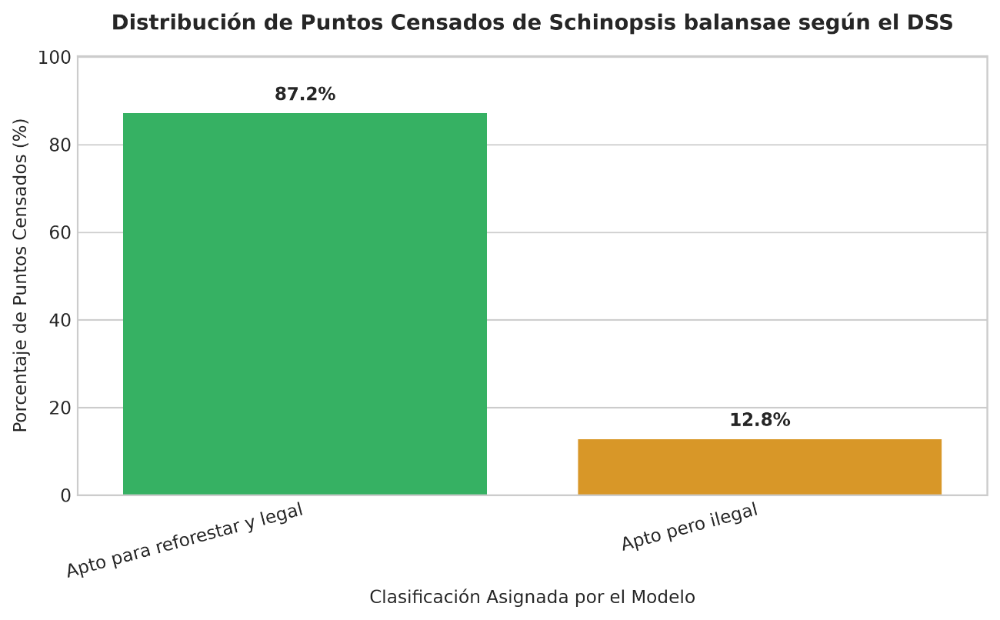 Distribución de Puntos Censados de Schinopsis balansae según el DSS
Porcentaje de Puntos Censados (%)
100
80
60
40
20
0
87.2%
12.8%
Apto para reforestar y legal
Apto pero ilegal
Clasificación Asignada por el Modelo